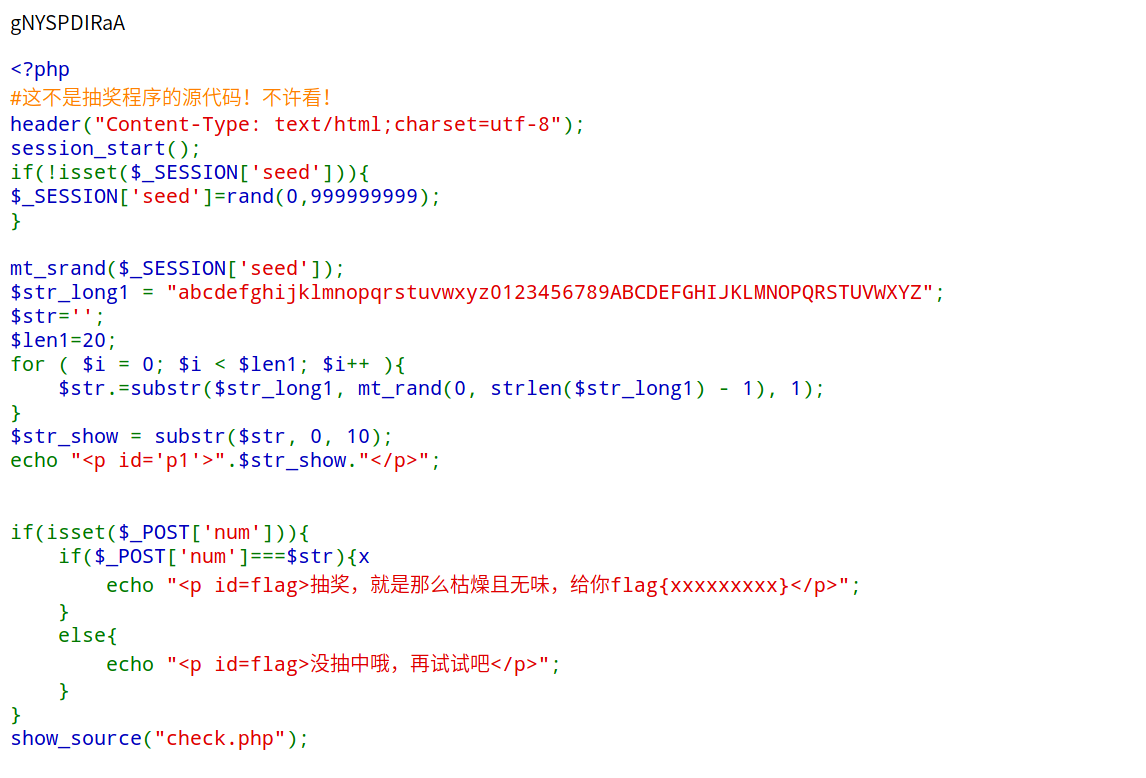 gNYSPDIRaA
<?php
#这不是抽奖程序的源代码！不许看！
header("Content-Type: text/html;charset=utf-8");
session_start();
if(!isset($_SESSION['seed'])){
$_SESSION['seed']=rand(0,999999999);
}
mt_srand($_SESSION['seed']);
$str_long1 = "abcdefghijklmnopqrstuvwxyz0123456789ABCDEFGHIJKLMNOPQRSTUVWXYZ";
$str='';
$len1=20;
for ( $i = 0; $i < $len1; $i++ ){
    $str.=substr($str_long1, mt_rand(0, strlen($str_long1) - 1), 1);
}
$str_show = substr($str, 0, 10);
echo "<p id='p1'>".$str_show."</p>";
if(isset($_POST['num'])){
    if($_POST['num']===$str){x
        echo "<p id=flag>抽奖，就是那么枯燥且无味，给你flag{xxxxxxxxx}</p>";
    }
    else{
        echo "<p id=flag>没抽中哦，再试试吧</p>";
    }
}
show_source("check.php");